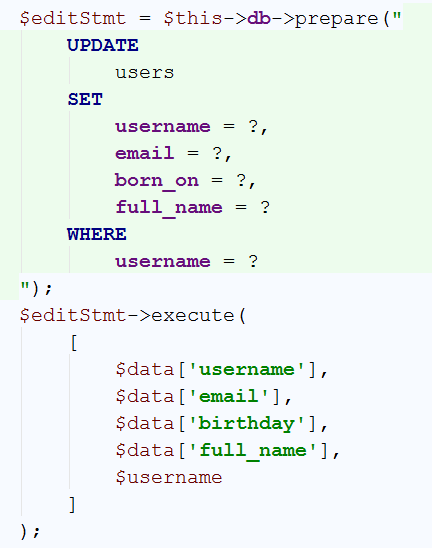 $editStmt = $this->db->prepare("
    UPDATE
        users
    SET
        username = ?,
        email = ?,
        born_on = ?,
        full_name = ?
    WHERE
        username = ?
");
$editStmt->execute(
    [
        $data['username'],
        $data['email'],
        $data['birthday'],
        $data['full_name'],
        $username
    ]
);